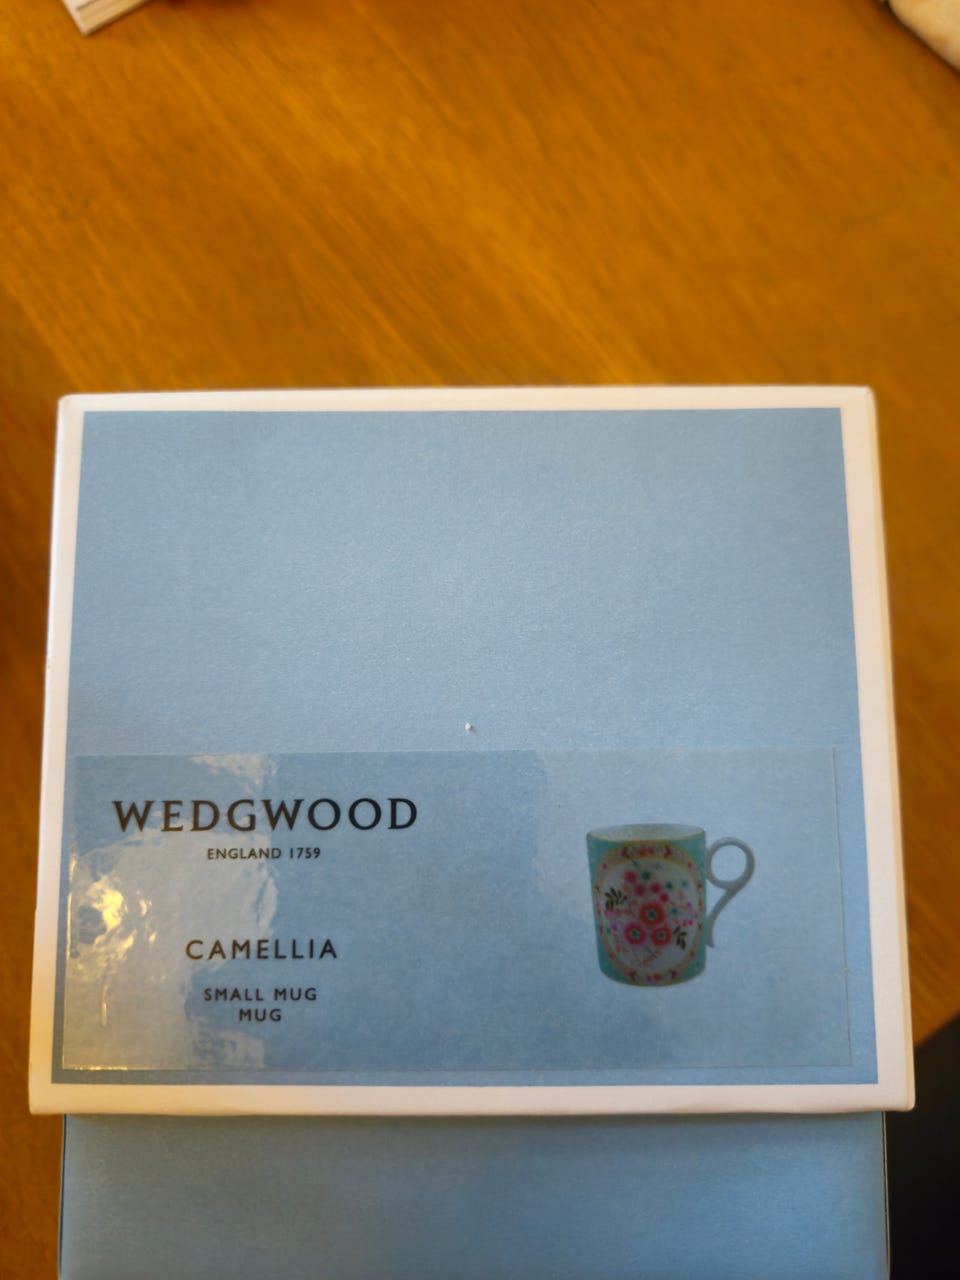 WEDGWOOD
ENGLAND 1759
CAMELLIA
SMALL MUG
MUG